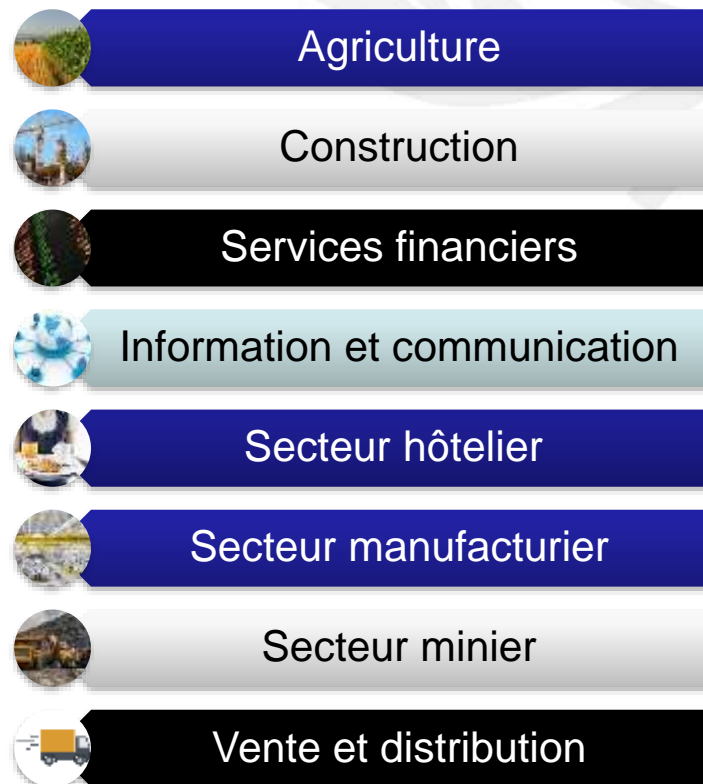 Agriculture
Construction
Services financiers
Information et communication
Secteur hôtelier
Secteur manufacturier
Secteur minier
Vente et distribution